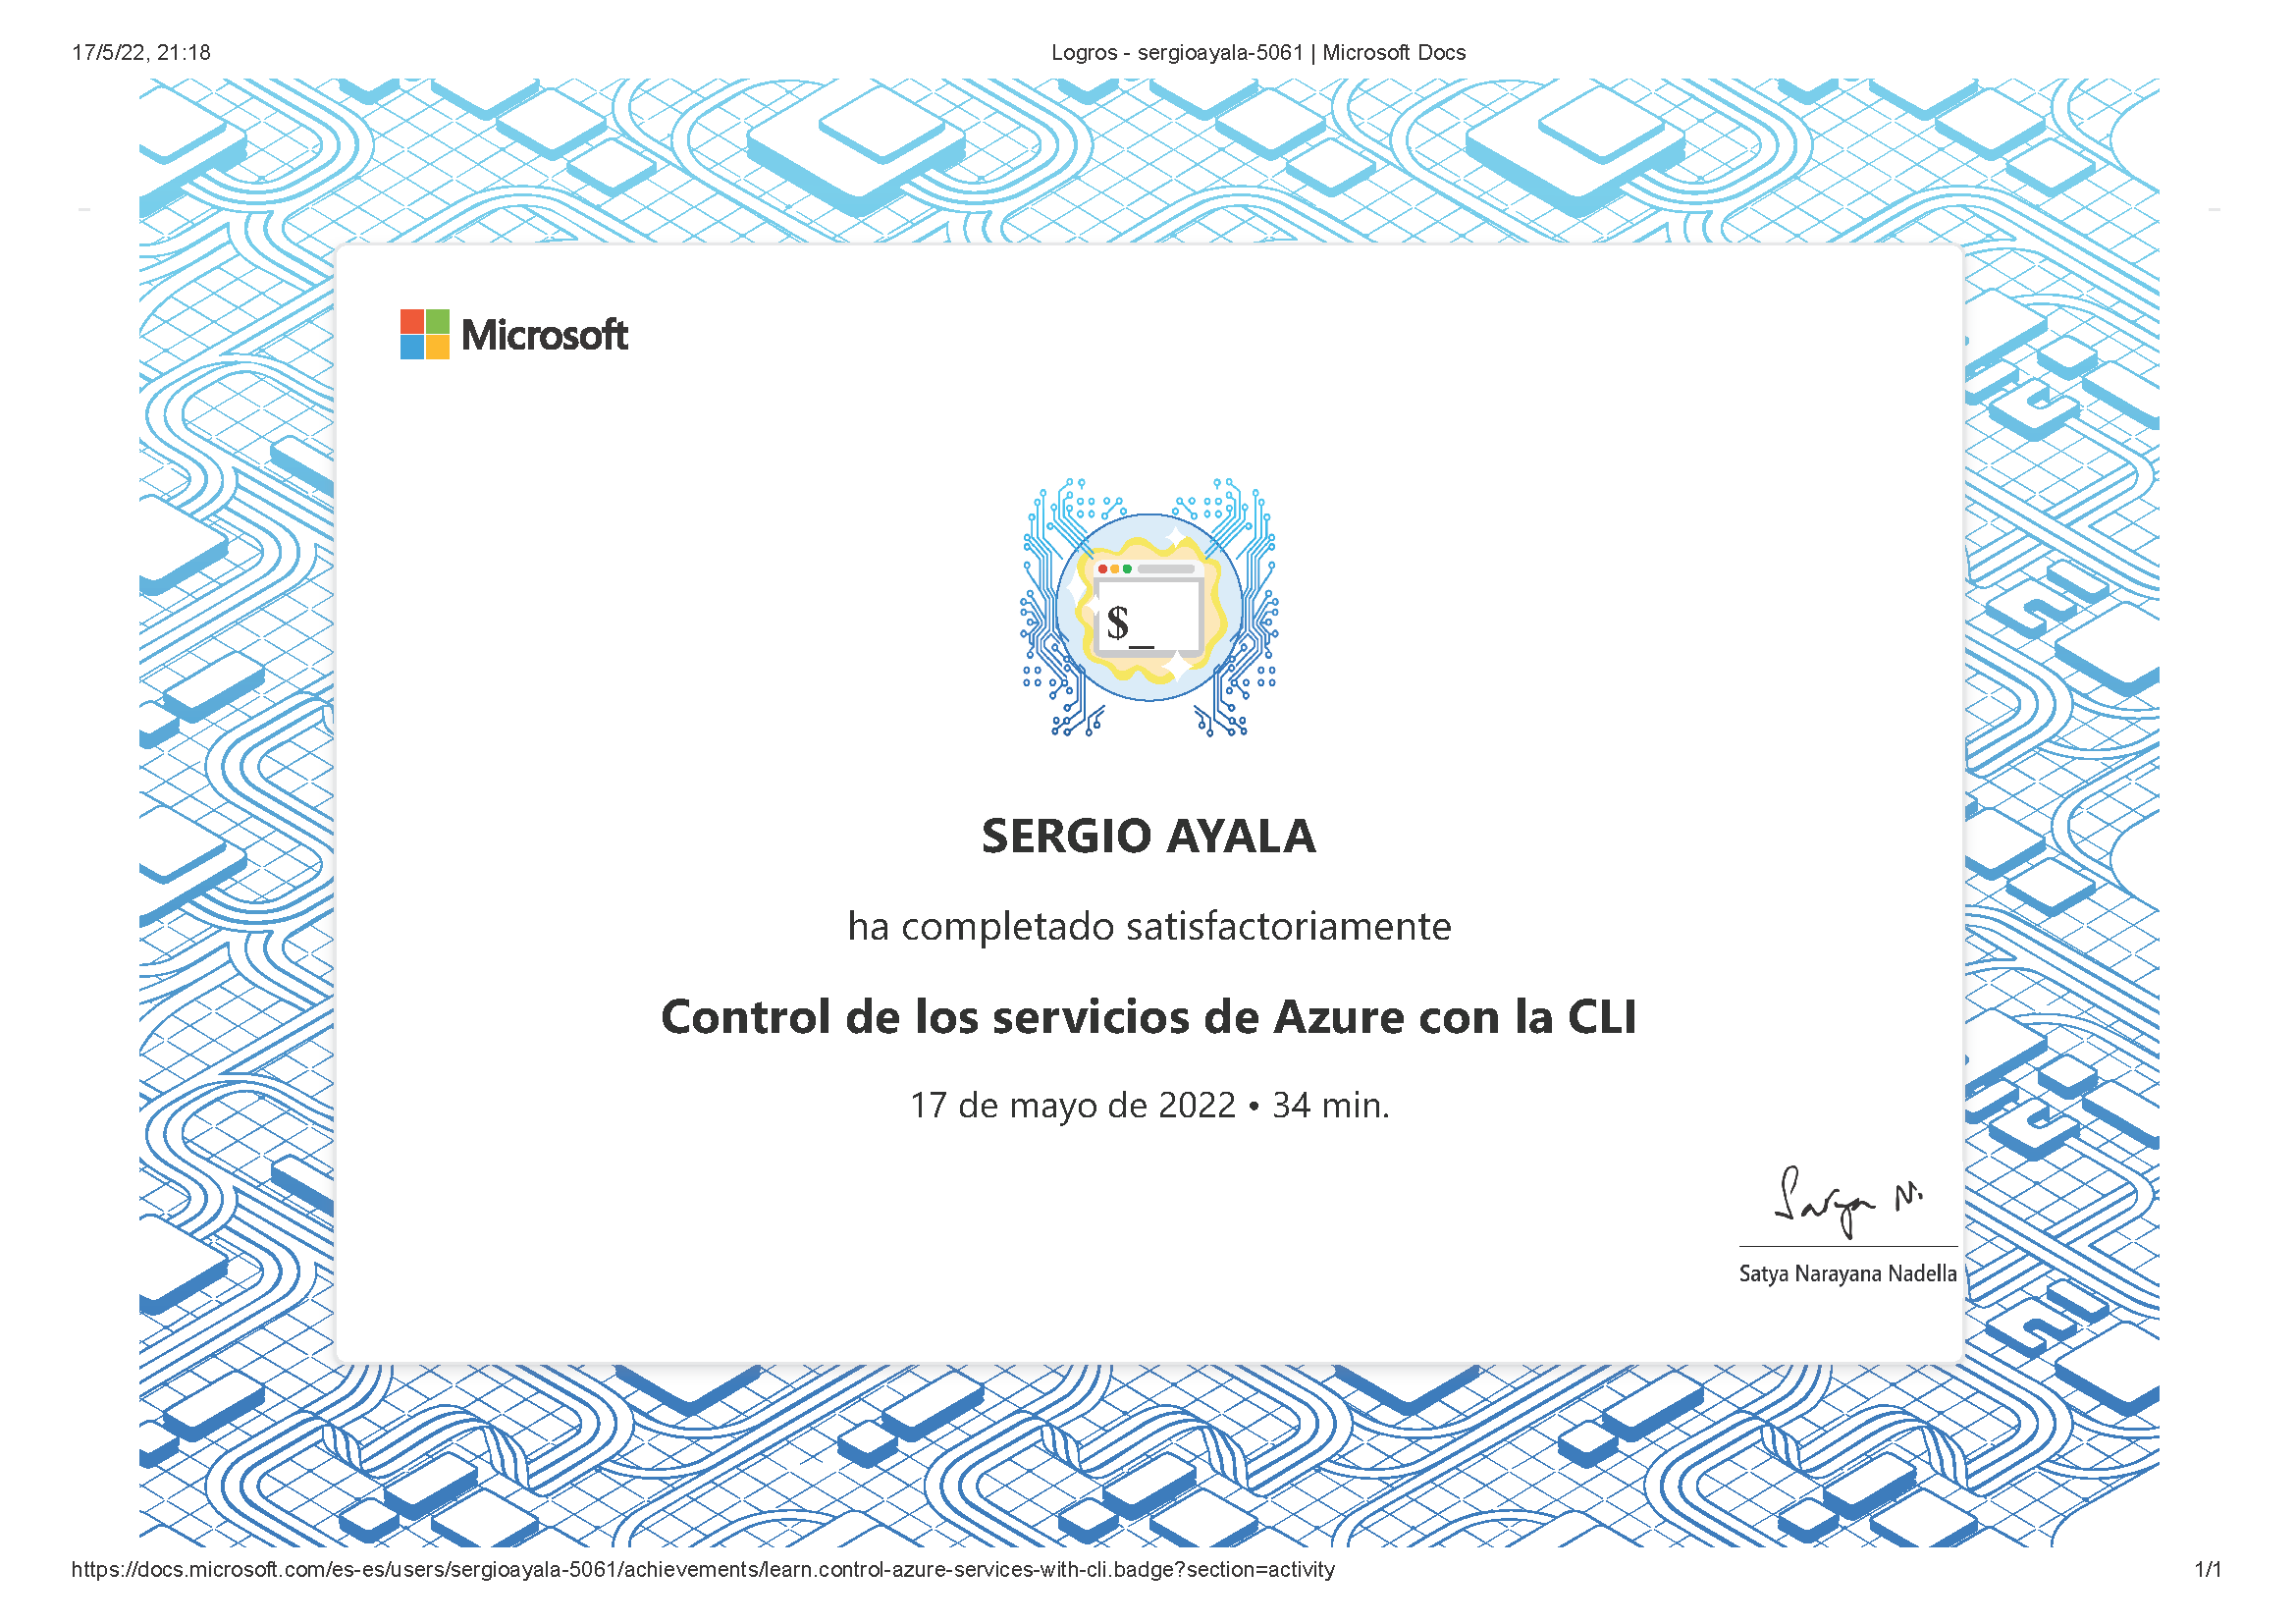 17/5/22, 21:18
Logros - sergioayala-5061 | Microsoft Docs
Microsoft
$_
SERGIO AYALA
ha completado satisfactoriamente
Control de los servicios de Azure con la CLI
17 de mayo de 2022 • 34 min.
Satya N.
Satya Narayana Nadella
https://docs.microsoft.com/es-es/users/sergioayala-5061/achievements/learn.control-azure-services-with-cli.badge?section=activity
1/1